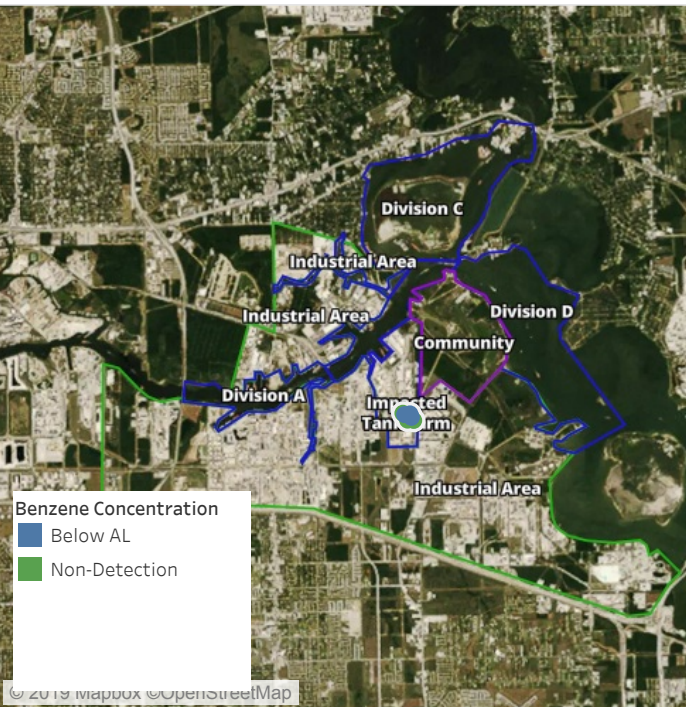 Division C
Industrial Area
Industrial Area
Division D
Community
Division A
Impacted
Tank Farm
Industrial Area
Benzene Concentration
Below AL
Non-Detection
© 2019 Mapbox ©OpenStreetMap